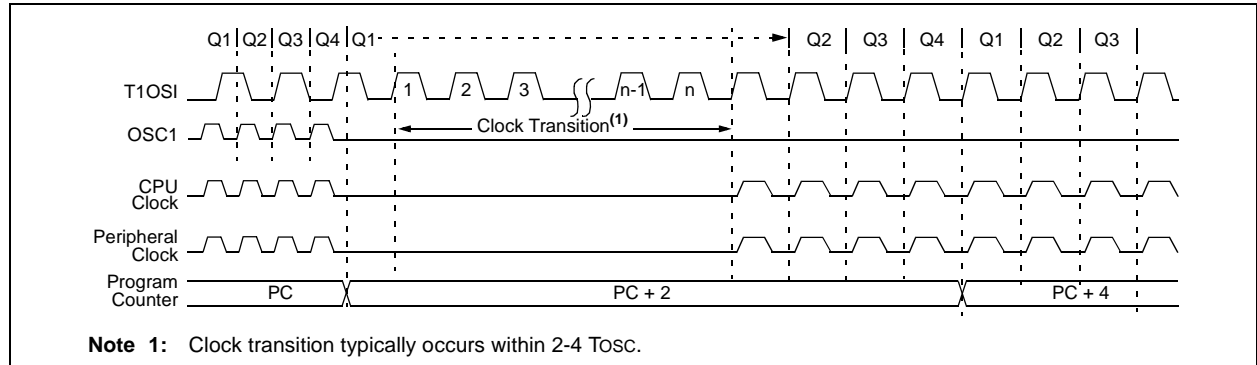 Q1 Q2 Q3 Q4 Q1 Q2 Q3 Q4 Q1 Q2 Q3
T1OSI 1 2 3 n-1 n
OSC1 Clock Transition(1)
CPU
Clock
Peripheral
Clock
Program
Counter PC PC + 2 PC + 4
Note 1: Clock transition typically occurs within 2-4 TOSC.